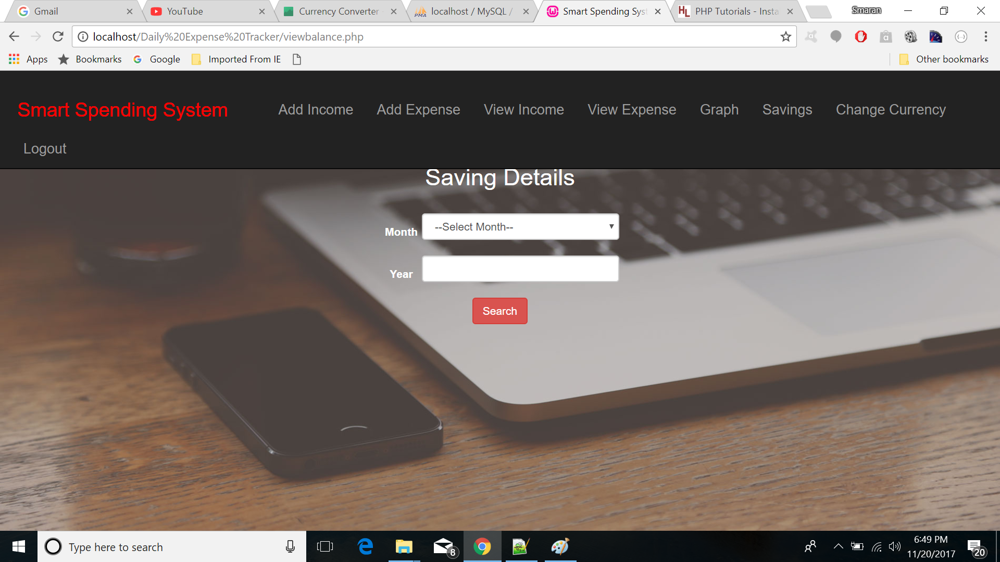 Gmail
YouTube
Currency Converter
localhost / MySQL /
Smart Spending Syst
PHP Tutorials - Insta
Smaran
localhost/Daily%20Expense%20Tracker/viewbalance.php
Apps
Bookmarks
Google
Imported From IE
Other bookmarks
Smart Spending System
Add Income
Add Expense
View Income
View Expense
Graph
Savings
Change Currency
Logout
Saving Details
Month
--Select Month--
Year
Search
Type here to search
8
6:49 PM
11/20/2017
20